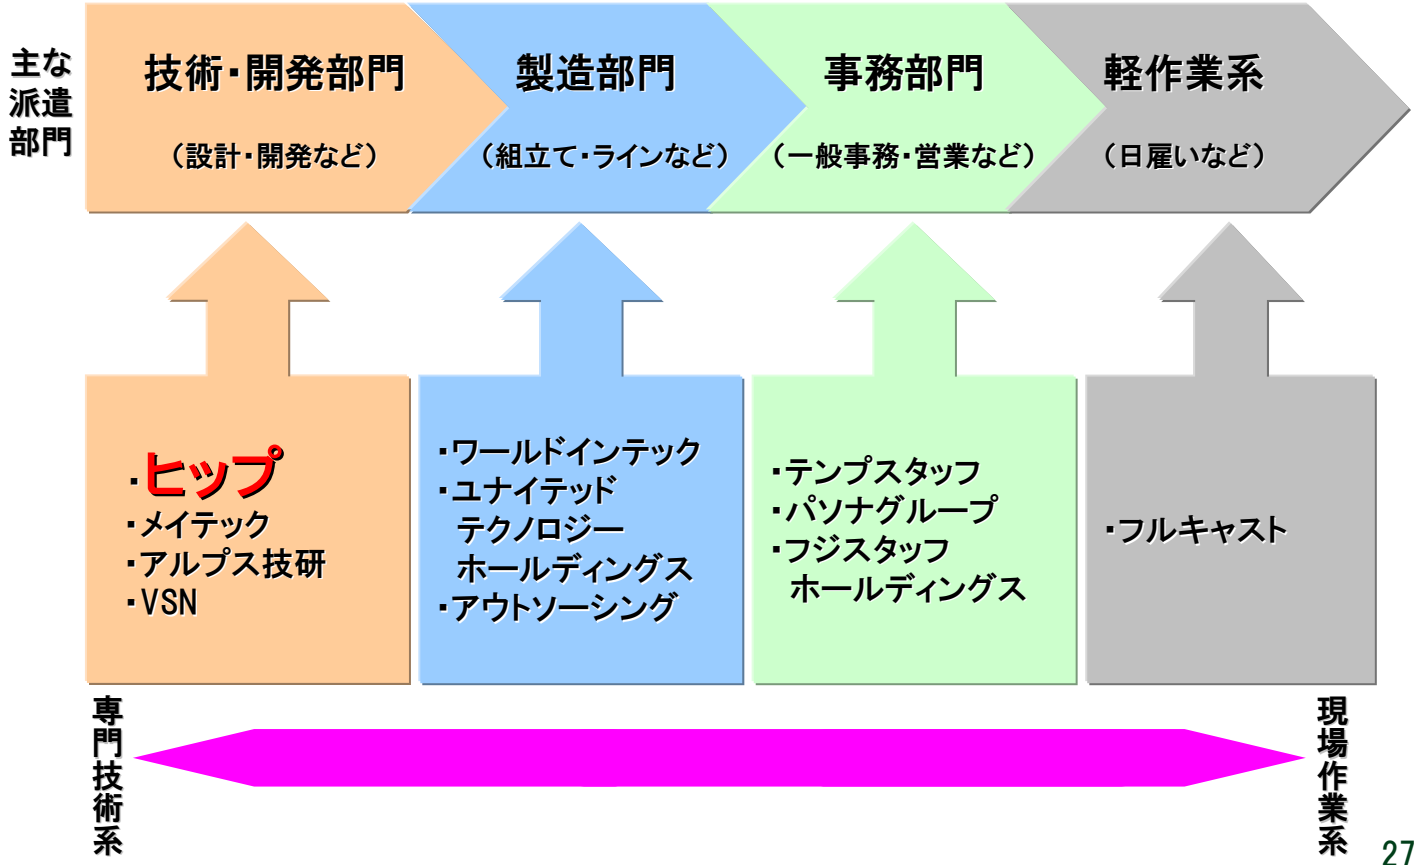 主な
派遣
部門
技術・開発部門
（設計・開発など）
製造部門
（組立て・ラインなど）
事務部門
（一般事務・営業など）
軽作業系
（日雇いなど）
・ヒップ
・メイテック
・アルプス技研
・VSN
・ワールドインテック
・ユナイテッド
テクノロジー
ホールディングス
・アウトソーシング
・テンプスタッフ
・パソナグループ
・フジスタッフ
ホールディングス
・フルキャスト
専門技術系
現場作業系
27